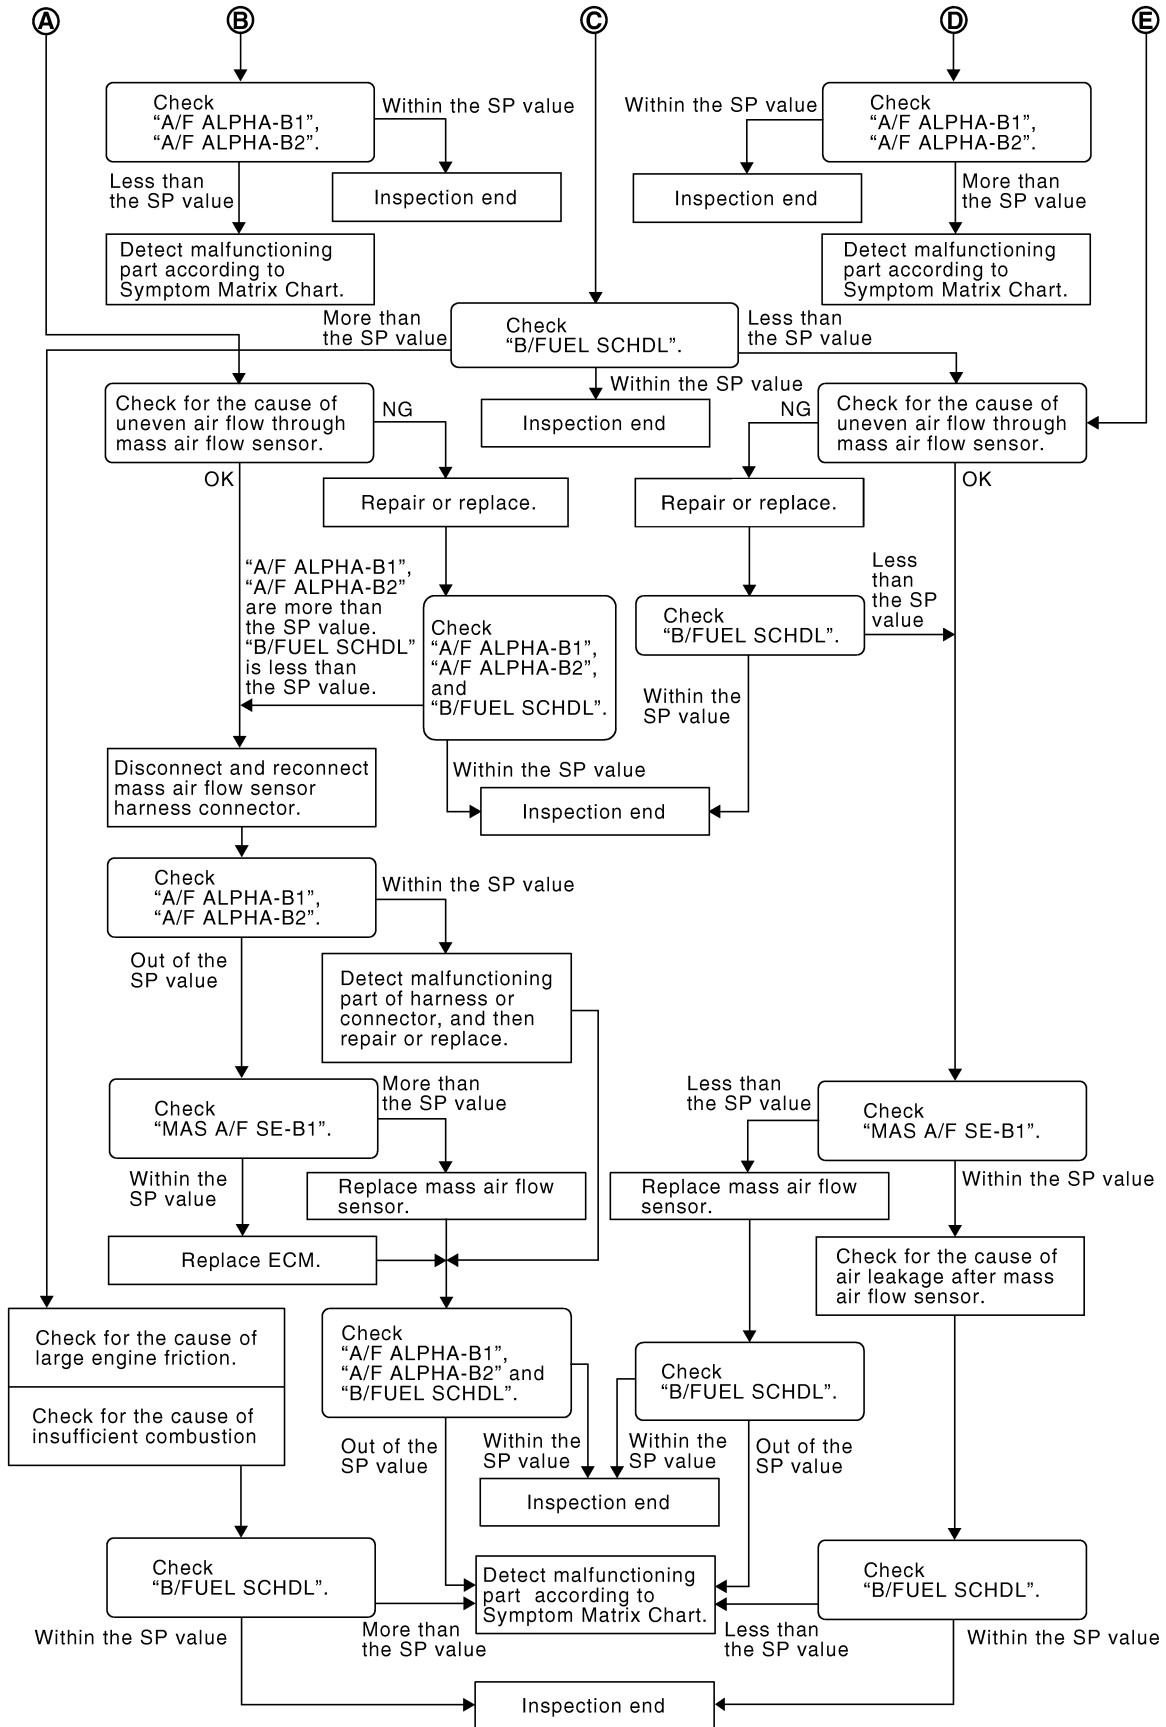 A
B
C
D
E
Check
“A/F ALPHA-B1”,
“A/F ALPHA-B2”.
Within the SP value
Less than
the SP value
Inspection end
Detect malfunctioning
part according to
Symptom Matrix Chart.
Within the SP value
Check
“A/F ALPHA-B1”,
“A/F ALPHA-B2”.
Inspection end
More than
the SP value
Detect malfunctioning
part according to
Symptom Matrix Chart.
More than
the SP value
Check
“B/FUEL SCHDL”.
Less than
the SP value
Within the SP value
Inspection end
Check for the cause of
uneven air flow through
mass air flow sensor.
NG
OK
Repair or replace.
“A/F ALPHA-B1”,
“A/F ALPHA-B2”
are more than
the SP value.
“B/FUEL SCHDL”
is less than
the SP value.
Check
“A/F ALPHA-B1”,
“A/F ALPHA-B2”,
and
“B/FUEL SCHDL”.
Within the SP value
Inspection end
NG
Check for the cause of
uneven air flow through
mass air flow sensor.
OK
Repair or replace.
Check
“B/FUEL SCHDL”.
Less
than
the SP
value
Within the
SP value
Disconnect and reconnect
mass air flow sensor
harness connector.
Check
“A/F ALPHA-B1”,
“A/F ALPHA-B2”.
Within the SP value
Out of the
SP value
Detect malfunctioning
part of harness or
connector, and then
repair or replace.
Check
“MAS A/F SE-B1”.
More than
the SP value
Within the
SP value
Replace mass air flow
sensor.
Replace ECM.
Less than
the SP value
Check
“MAS A/F SE-B1”.
Within the SP value
Replace mass air flow
sensor.
Check for the cause of
air leakage after mass
air flow sensor.
Check for the cause of
large engine friction.
Check for the cause of
insufficient combustion
Check
“A/F ALPHA-B1”,
“A/F ALPHA-B2” and
“B/FUEL SCHDL”.
Check
“B/FUEL SCHDL”.
Out of the
SP value
Within the
SP value
Within the
SP value
Out of the
SP value
Inspection end
Check
“B/FUEL SCHDL”.
Detect malfunctioning
part according to
Symptom Matrix Chart.
Check
“B/FUEL SCHDL”.
Within the SP value
More than
the SP value
Less than
the SP value
Within the SP value
Inspection end